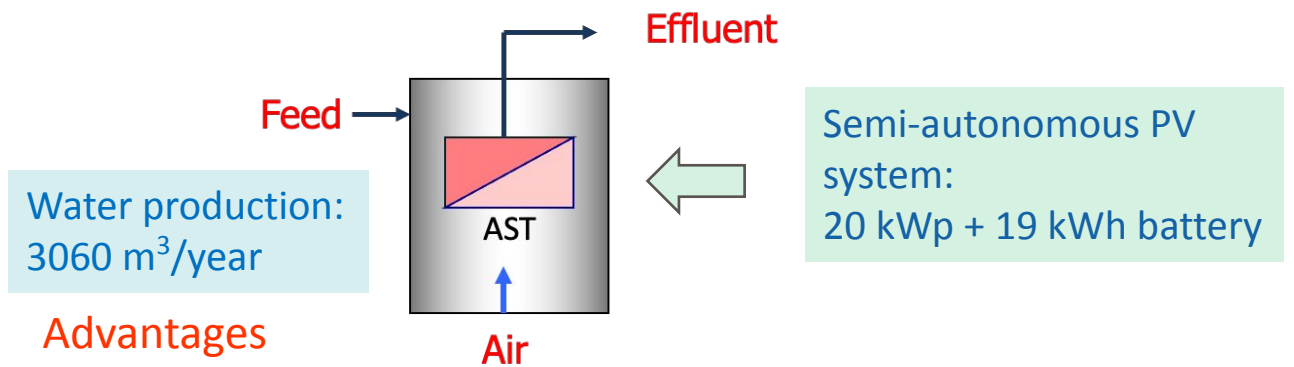 Effluent
Feed
Semi-autonomous PV
system:
20 kWp + 19 kWh battery
Water production:
3060 m³/year
AST
Advantages
Air